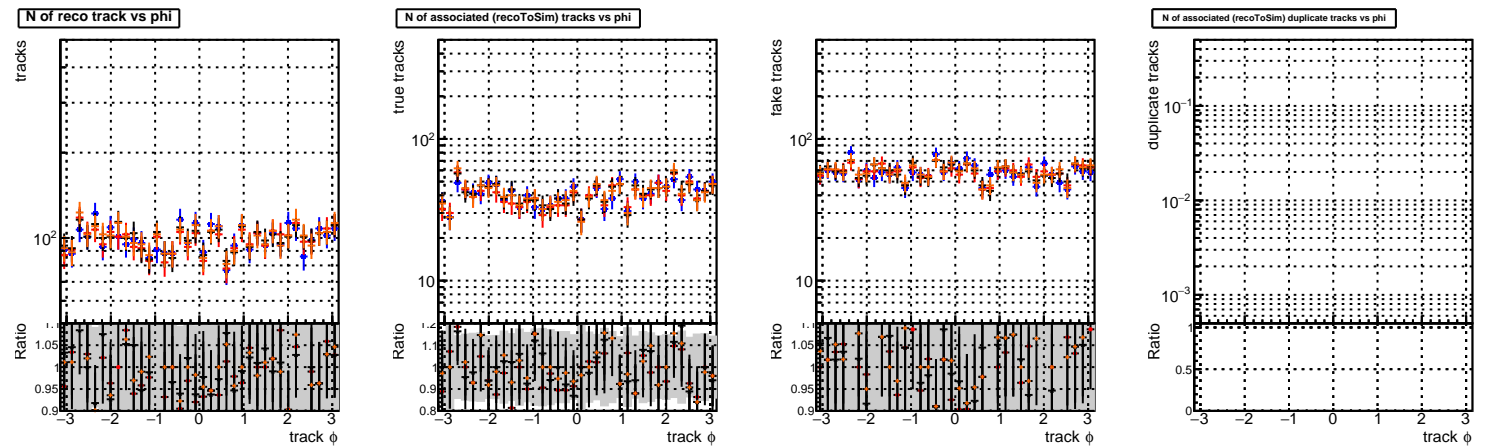 N of reco track vs phi
tracks
10²
Ratio
1.1
1.05
1
0.95
0.9
−3 −2 −1 0 1 2 3
track ϕ
N of associated (recoToSim) tracks vs phi
true tracks
10²
10
Ratio
1.2
1.1
1
0.9
0.8
−3 −2 −1 0 1 2 3
track ϕ
fake tracks
10²
10
Ratio
1.1
1.05
1
0.95
0.9
−3 −2 −1 0 1 2 3
track ϕ
N of associated (recoToSim) duplicate tracks vs phi
duplicate tracks
10⁻¹
10⁻²
10⁻³
Ratio
1
0.5
0
−3 −2 −1 0 1 2 3
track ϕ